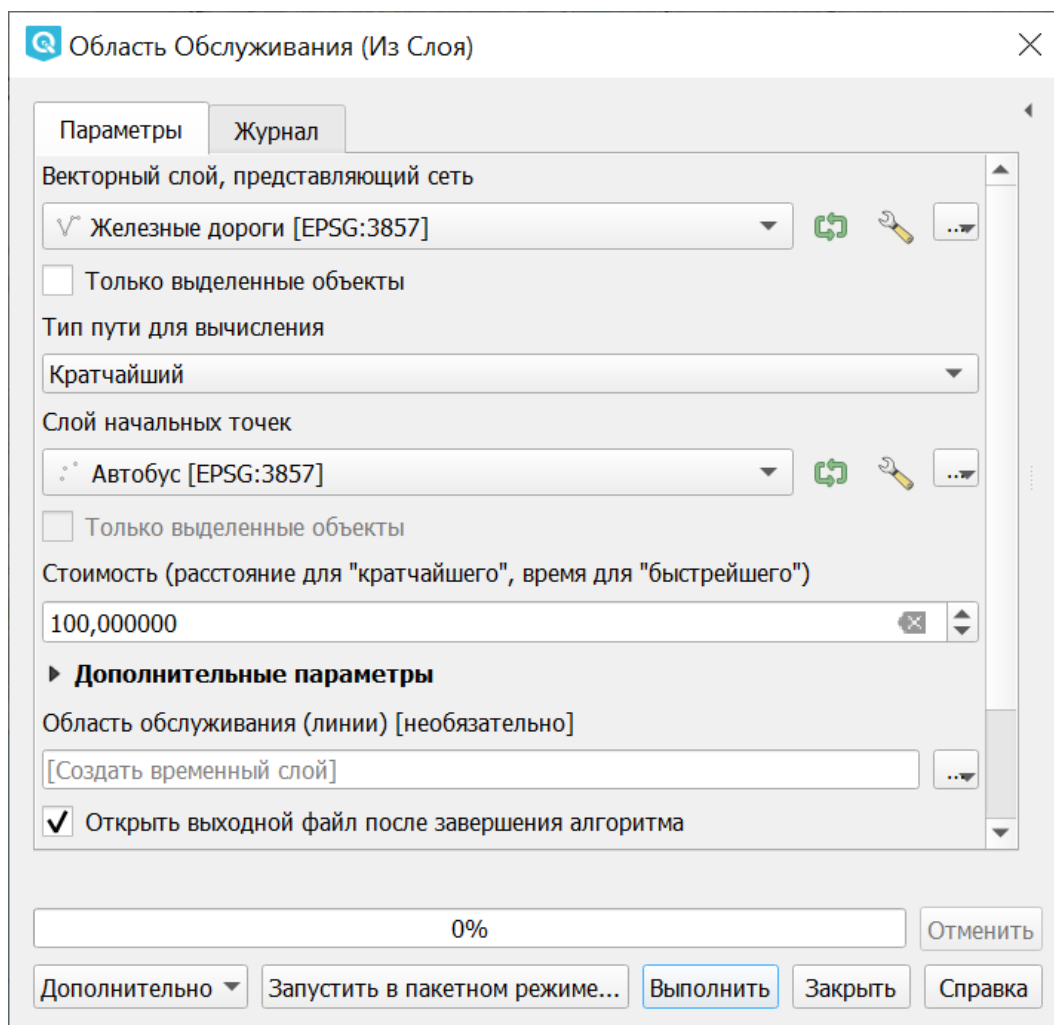 Область Обслуживания (Из Слоя)
Параметры Журнал
Векторный слой, представляющий сеть
Железные дороги [EPSG:3857]
...
Только выделенные объекты
Тип пути для вычисления
Кратчайший
Слой начальных точек
Автобус [EPSG:3857]
...
Только выделенные объекты
Стоимость (расстояние для "кратчайшего", время для "быстрейшего")
100,000000
Дополнительные параметры
Область обслуживания (линии) [необязательно]
[Создать временный слой]
...
Открыть выходной файл после завершения алгоритма
0% Отменить
Дополнительно Запустить в пакетном режиме... Выполнить Закрыть Справка